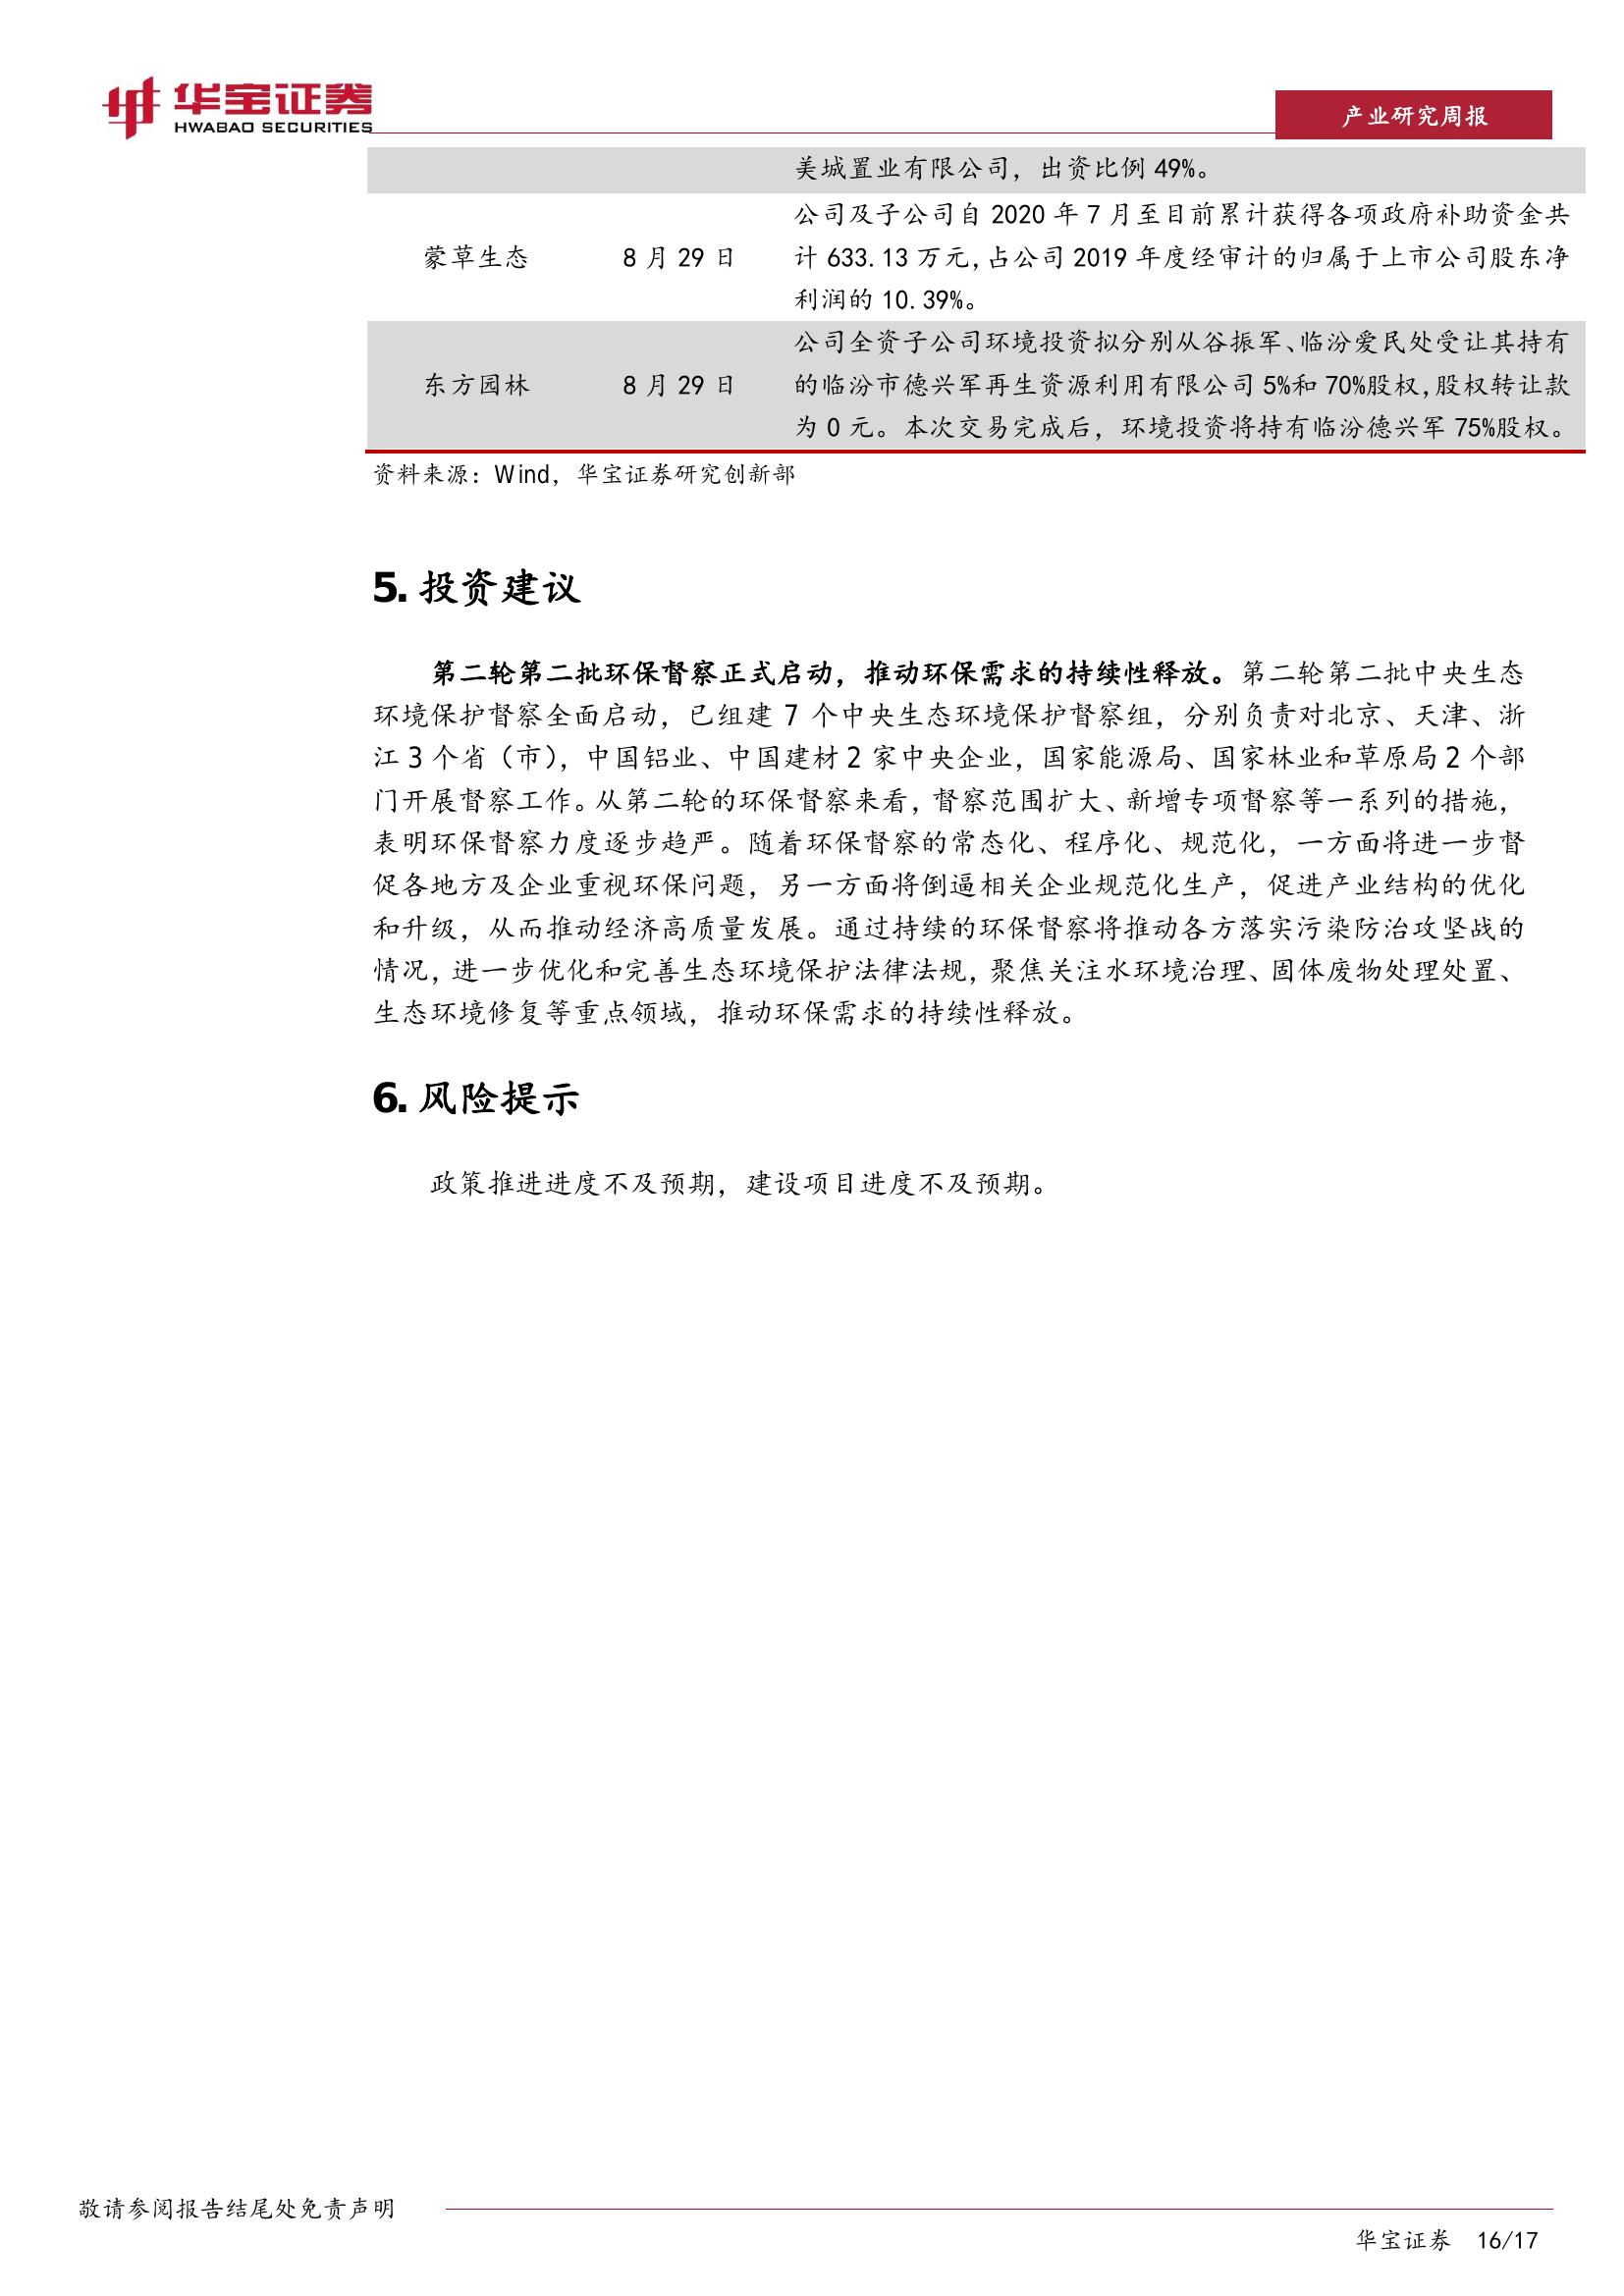 华宝证券
HWABAO SECURITIES
产业研究周报
美城置业有限公司，出资比例 49%。
公司及子公司自 2020 年 7 月至目前累计获得各项政府补助资金共
蒙草生态 8 月 29 日 计 633.13 万元，占公司 2019 年度经审计的归属于上市公司股东净
利润的 10.39%。
公司全资子公司环境投资拟分别从谷振军、临汾爱民处受让其持有
东方园林 8 月 29 日 的临汾市德兴军再生资源利用有限公司 5%和 70%股权，股权转让款
为 0 元。本次交易完成后，环境投资将持有临汾德兴军 75%股权。
资料来源：Wind，华宝证券研究创新部
5. 投资建议
第二轮第二批环保督察正式启动，推动环保需求的持续性释放。第二轮第二批中央生态
环境保护督察全面启动，已组建 7 个中央生态环境保护督察组，分别负责对北京、天津、浙
江 3 个省（市），中国铝业、中国建材 2 家中央企业，国家能源局、国家林业和草原局 2 个部
门开展督察工作。从第二轮的环保督察来看，督察范围扩大、新增专项督察等一系列的措施，
表明环保督察力度逐步趋严。随着环保督察的常态化、程序化、规范化，一方面将进一步督
促各地方及企业重视环保问题，另一方面将倒逼相关企业规范化生产，促进产业结构的优化
和升级，从而推动经济高质量发展。通过持续的环保督察将推动各方落实污染防治攻坚战的
情况，进一步优化和完善生态环境保护法律法规，聚焦关注水环境治理、固体废物处理处置、
生态环境修复等重点领域，推动环保需求的持续性释放。
6. 风险提示
政策推进进度不及预期，建设项目进度不及预期。
敬请参阅报告结尾处免责声明
华宝证券 16/17